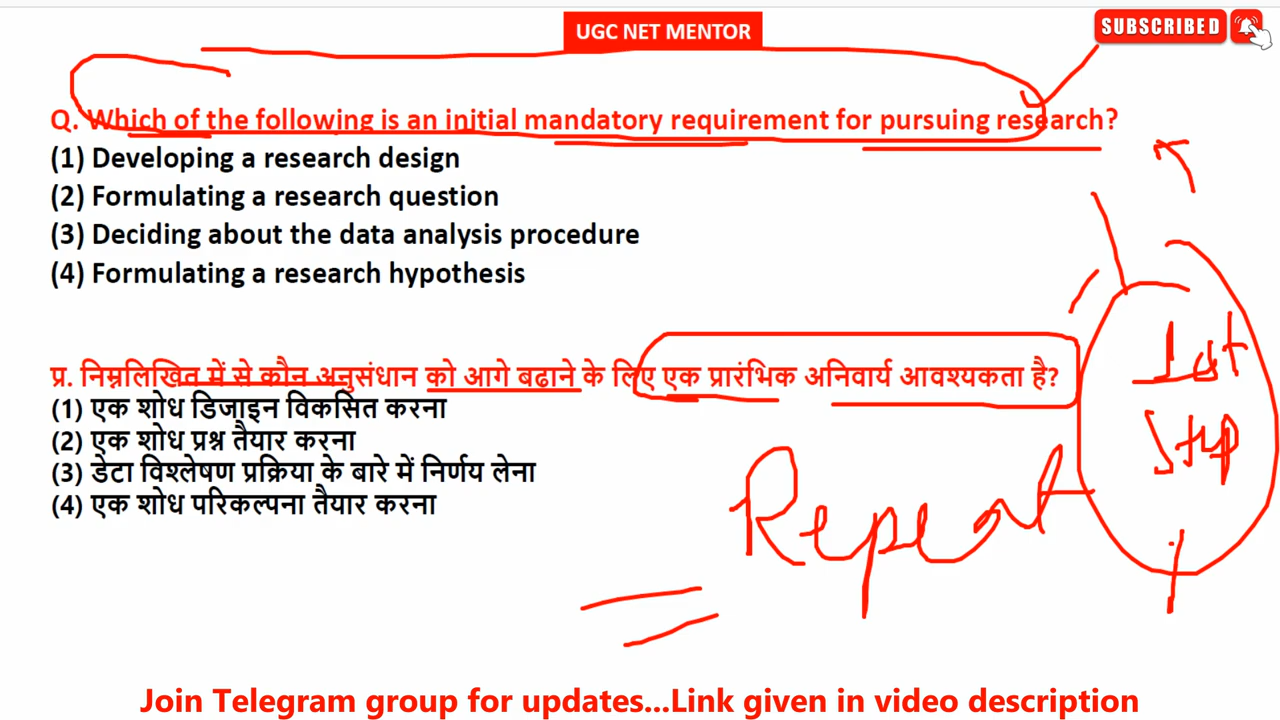 UGC NET MENTOR
SUBSCRIBED
Q. Which of the following is an initial mandatory requirement for pursuing research?
(1) Developing a research design
(2) Formulating a research question
(3) Deciding about the data analysis procedure
(4) Formulating a research hypothesis
प्र. निम्नलिखित में से कौन अनुसंधान को आगे बढाने के लिए एक प्रारंभिक अनिवार्य आवश्यकता है?
(1) एक शोध डिजाइन विकसित करना
(2) एक शोध प्रश्न तैयार करना
(3) डेटा विश्लेषण प्रक्रिया के बारे में निर्णय लेना
(4) एक शोध परिकल्पना तैयार करना
1st
Step
Repeat
Join Telegram group for updates...Link given in video description